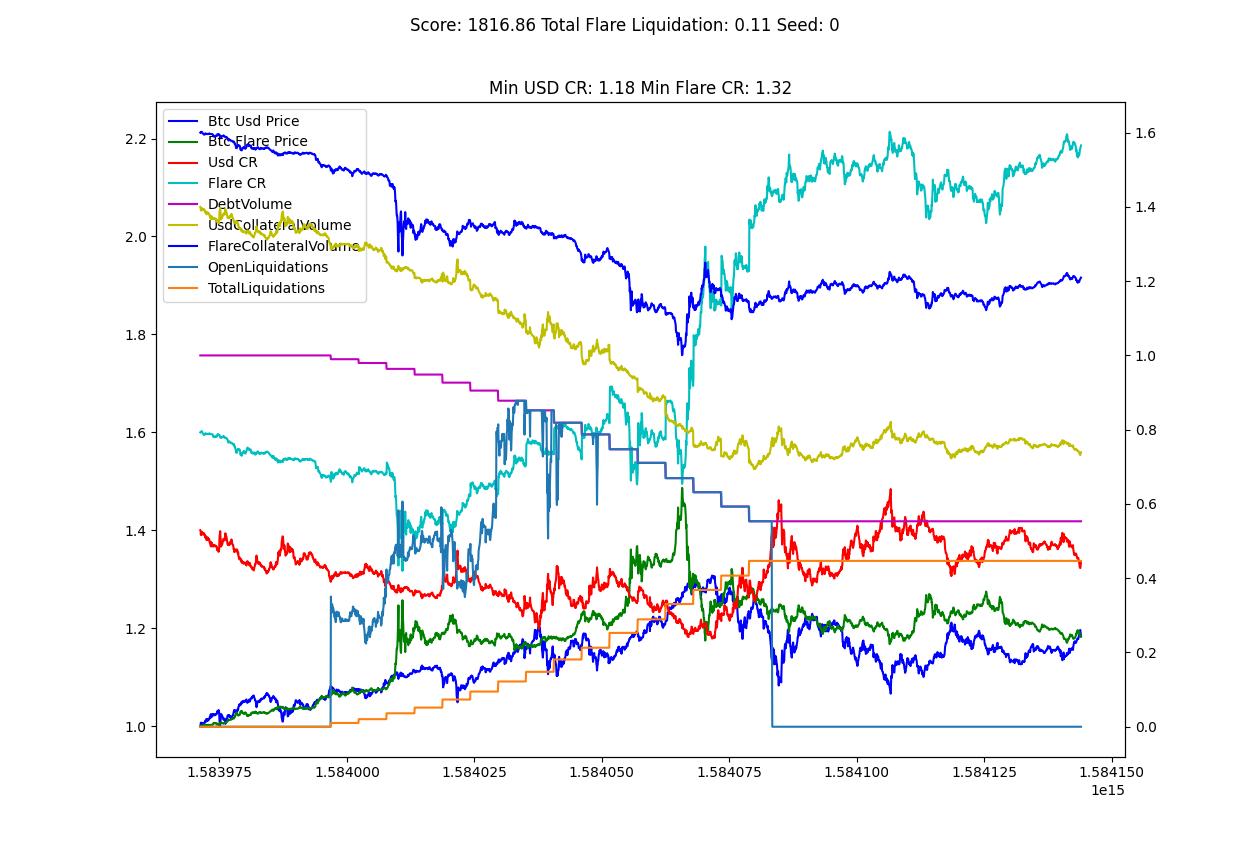 Score: 1816.86 Total Flare Liquidation: 0.11 Seed: 0
Min USD CR: 1.18 Min Flare CR: 1.32
Btc Usd Price
Btc Flare Price
Usd CR
Flare CR
DebtVolume
UsdCollateralVolume
FlareCollateralVolume
OpenLiquidations
TotalLiquidations
2.2
2.0
1.8
1.6
1.4
1.2
1.0
1.6
1.4
1.2
1.0
0.8
0.6
0.4
0.2
0.0
1.583975 1.584000 1.584025 1.584050 1.584075 1.584100 1.584125 1.584150
1e15